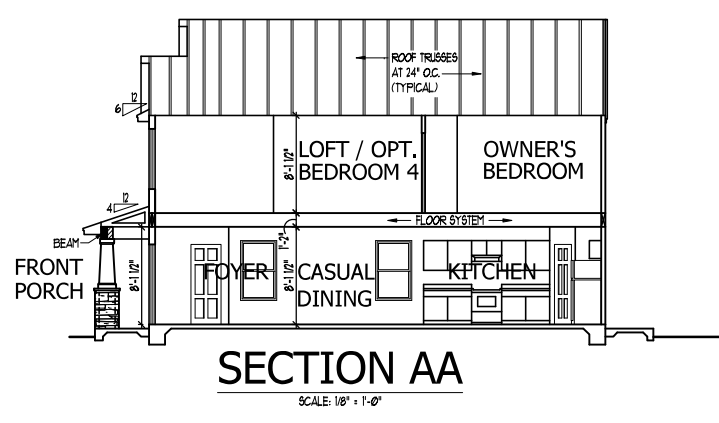 ROOF TRUSSES
AT 24" O.C.
(TYPICAL)
12
6
8'-1 1/2"
LOFT / OPT.
BEDROOM 4
OWNER'S
BEDROOM
12
4
FLOOR SYSTEM
BEAM
1'-2"
FRONT
PORCH
8'-1 1/2"
FOYER
8'-1 1/2"
CASUAL
DINING
KITCHEN
SECTION AA
SCALE: 1/8" = 1'-0"